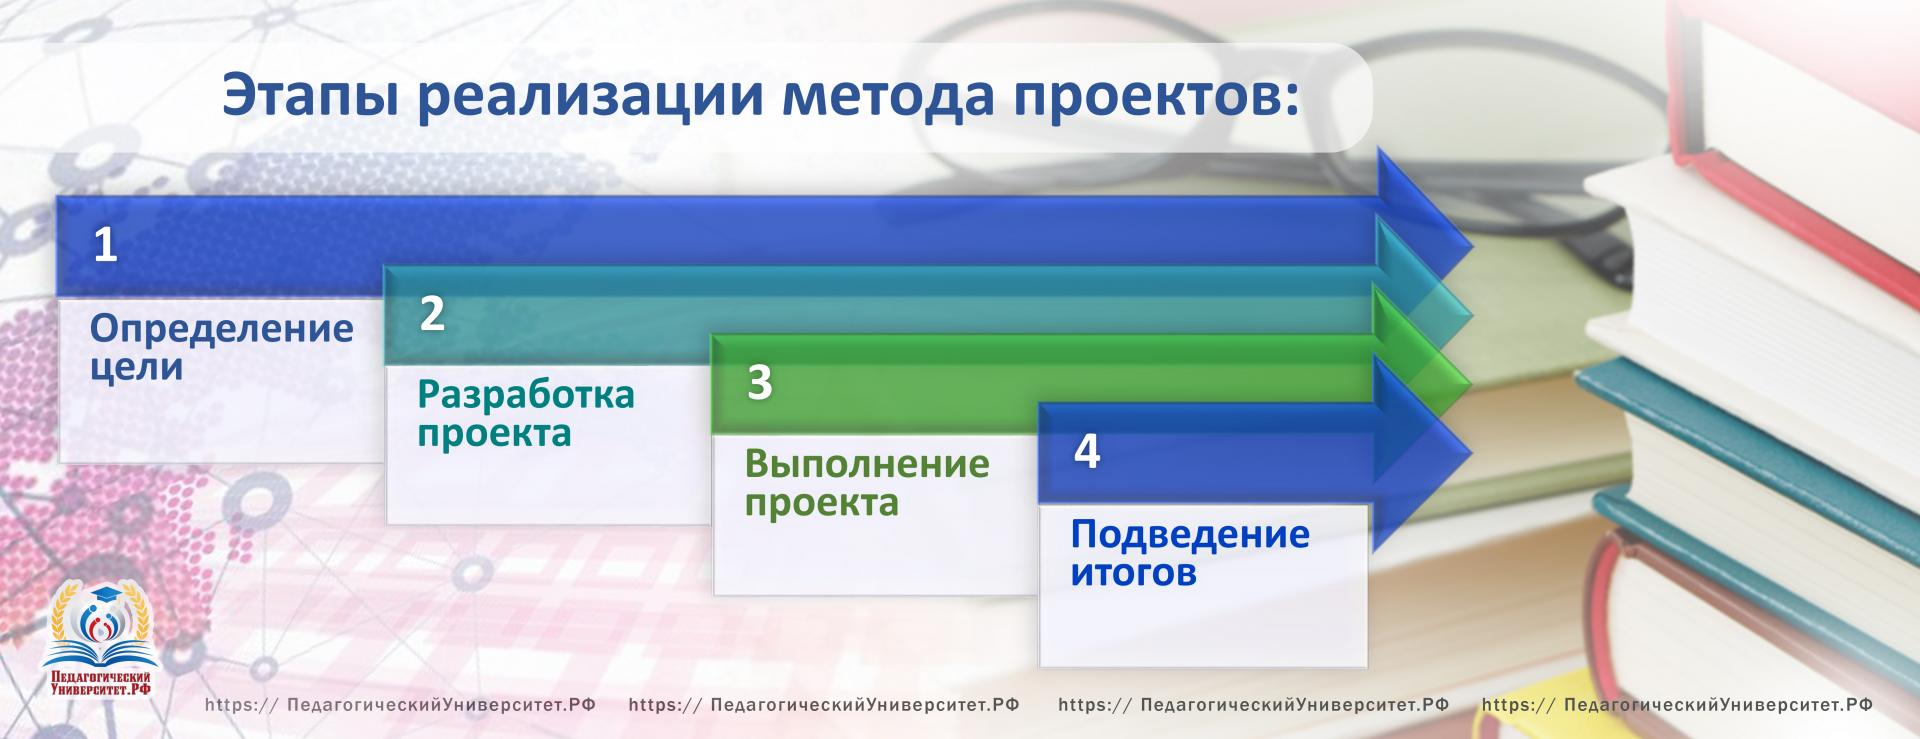 Этапы реализации метода проектов:
1
Определение
цели
2
Разработка
проекта
3
Выполнение
проекта
4
Подведение
итогов
Педагогический
Университет.РФ
https:// ПедагогическийУниверситет.РФ https:// ПедагогическийУниверситет.РФ https:// ПедагогическийУниверситет.РФ https:// ПедагогическийУниверситет.РФ